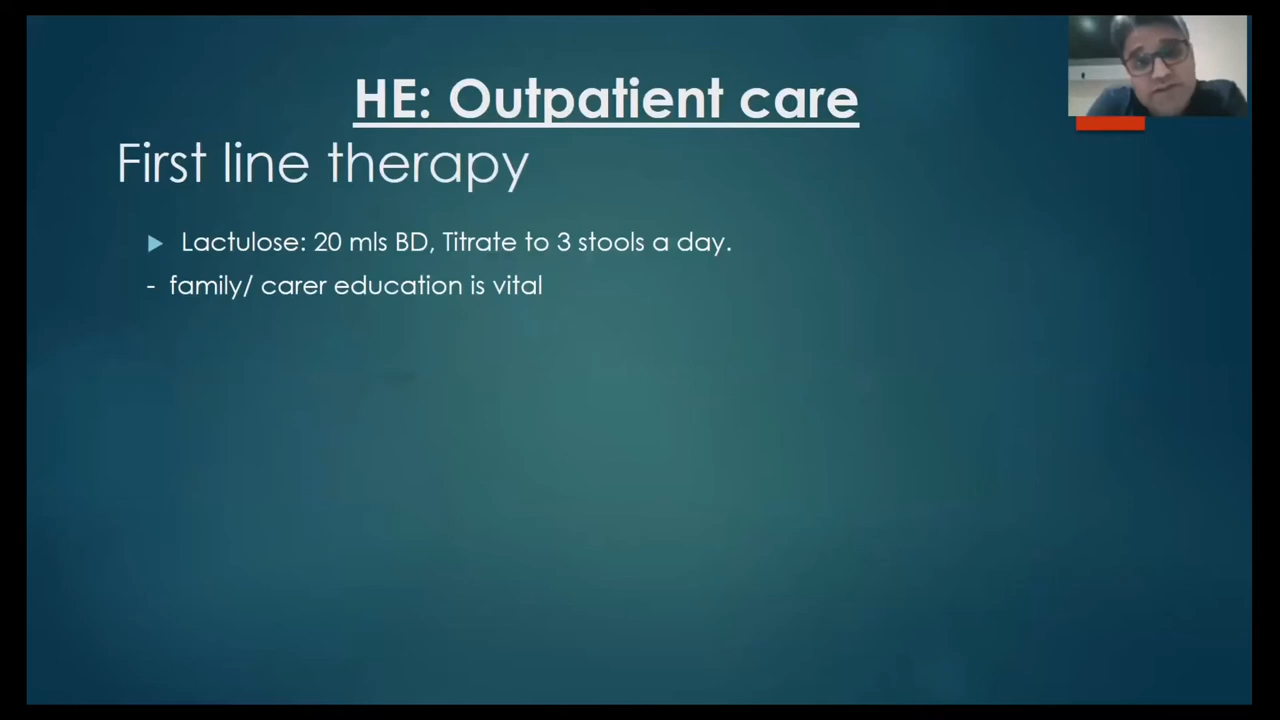 HE: Outpatient care
First line therapy
Lactulose: 20 mls BD, Titrate to 3 stools a day.
- family/ carer education is vital